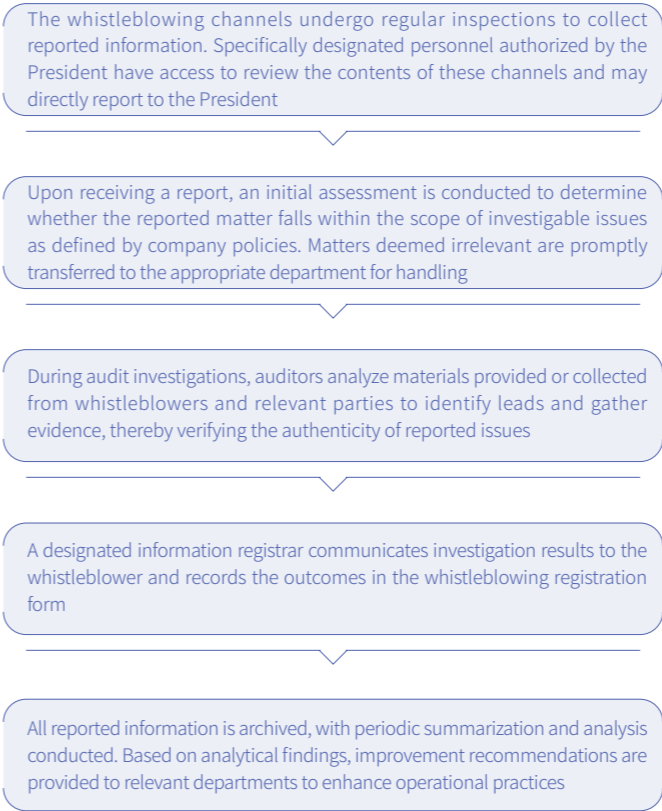 The whistleblowing channels undergo regular inspections to collect
reported information. Specifically designated personnel authorized by the
President have access to review the contents of these channels and may
directly report to the President
Upon receiving a report, an initial assessment is conducted to determine
whether the reported matter falls within the scope of investigable issues
as defined by company policies. Matters deemed irrelevant are promptly
transferred to the appropriate department for handling
During audit investigations, auditors analyze materials provided or collected
from whistleblowers and relevant parties to identify leads and gather
evidence, thereby verifying the authenticity of reported issues
A designated information registrar communicates investigation results to the
whistleblower and records the outcomes in the whistleblowing registration
form
All reported information is archived, with periodic summarization and analysis
conducted. Based on analytical findings, improvement recommendations are
provided to relevant departments to enhance operational practices